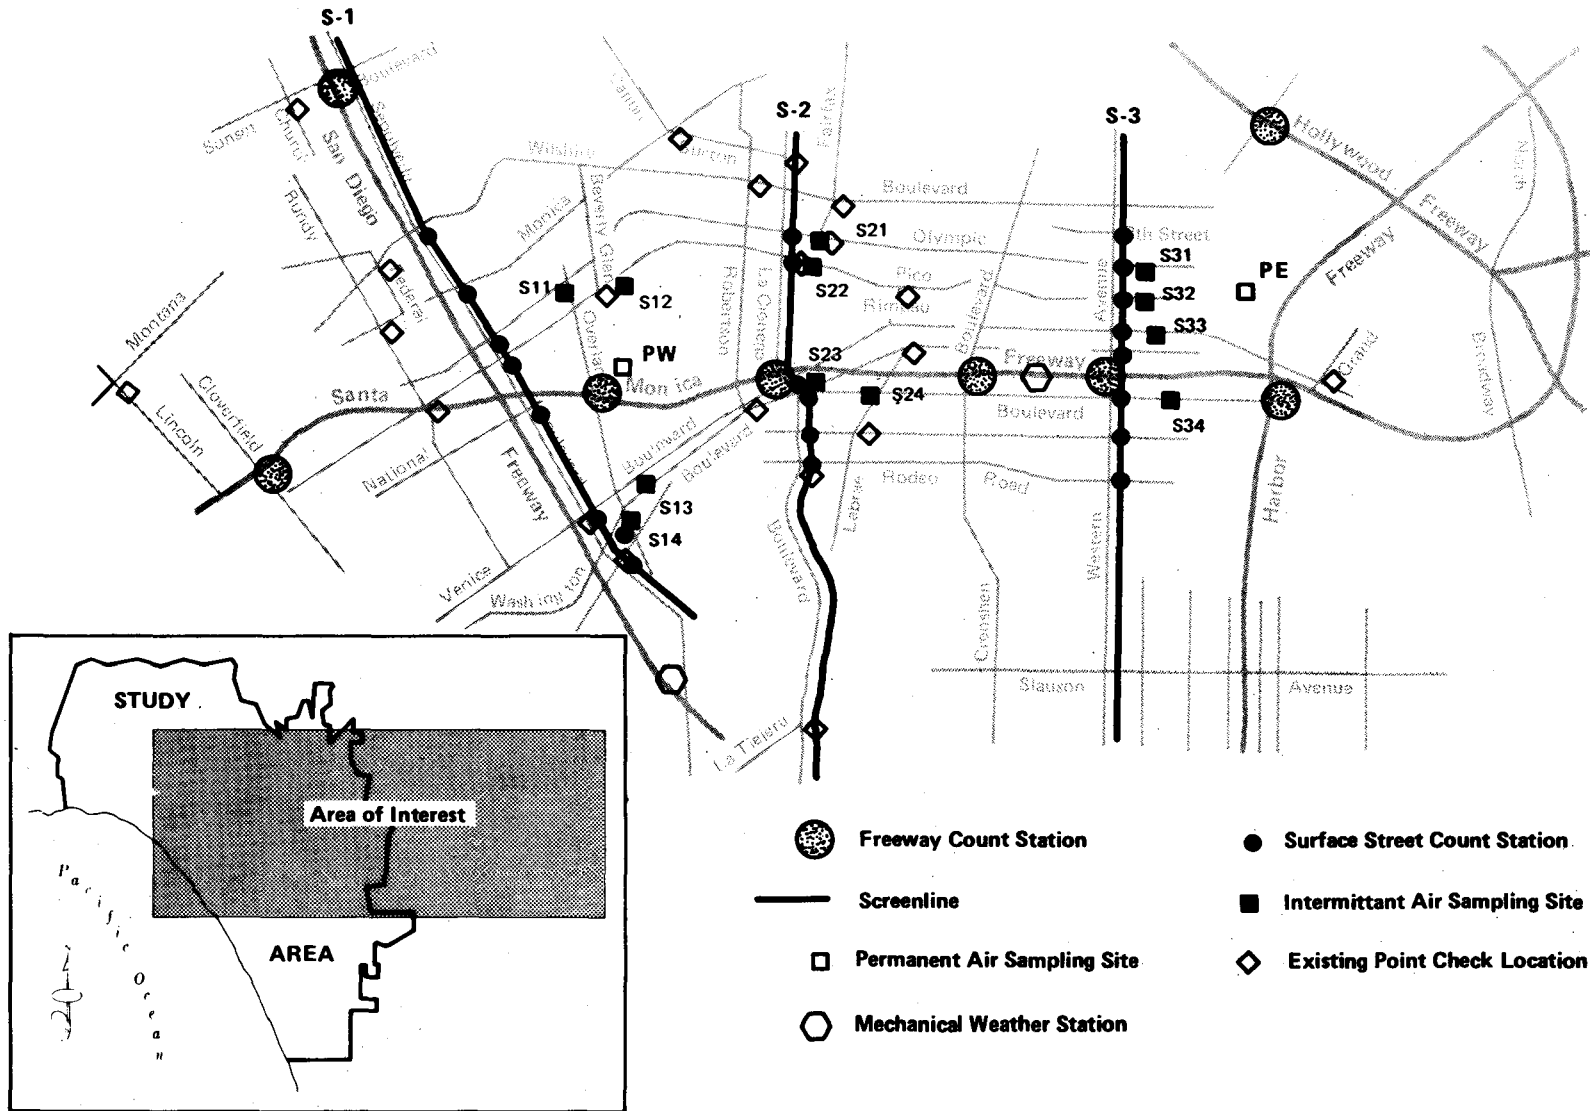 S-1
S-2
S-3
Sunset
Boulevard
San Diego
Sepulveda
Bundy
Wilshire
Monica
Beverly Glen
Burton
Robertson
La Cienega
Fairfax
Boulevard
Olympic
Pico
Rimpau
Boulevard
Avenue
8th Street
Hollywood
Freeway
Freeway
North
Broadway
Grand
Montana
Lincoln
Cloverfield
Santa
Monica
Freeway
National
Freeway
Overland
Boulevard
Boulevard
Venice
Washington
Boulevard
Labrea
Rodeo
Road
Boulevard
Crenshen
Western
Harbor
Slauson
Avenue
La Tiejeru
S11
S12
S13
S14
S21
S22
S23
S24
S31
S32
S33
S34
PW
PE
STUDY
Area of Interest
AREA
Pacific Ocean
Freeway Count Station
Surface Street Count Station
Screenline
Intermittant Air Sampling Site
Permanent Air Sampling Site
Existing Point Check Location
Mechanical Weather Station